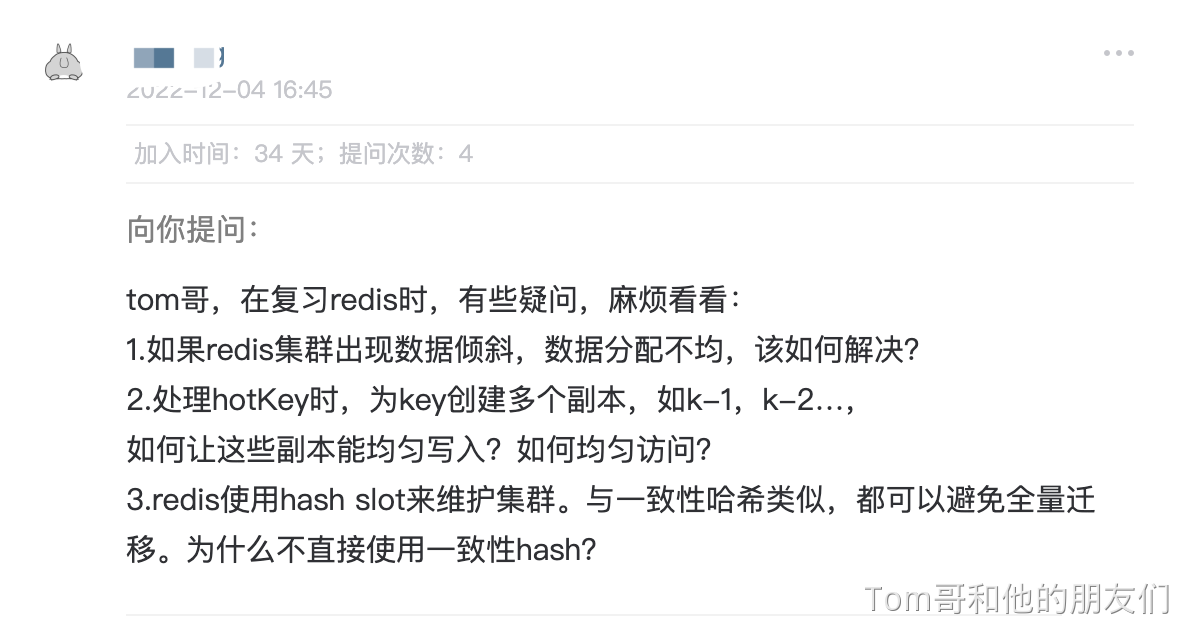 2022-12-04 16:45
加入时间：34 天；提问次数：4
向你提问：
tom哥，在复习redis时，有些疑问，麻烦看看：
1.如果redis集群出现数据倾斜，数据分配不均，该如何解决？
2.处理hotKey时，为key创建多个副本，如k-1，k-2…，
如何让这些副本能均匀写入？如何均匀访问？
3.redis使用hash slot来维护集群。与一致性哈希类似，都可以避免全量迁
移。为什么不直接使用一致性hash？
Tom哥和他的朋友们